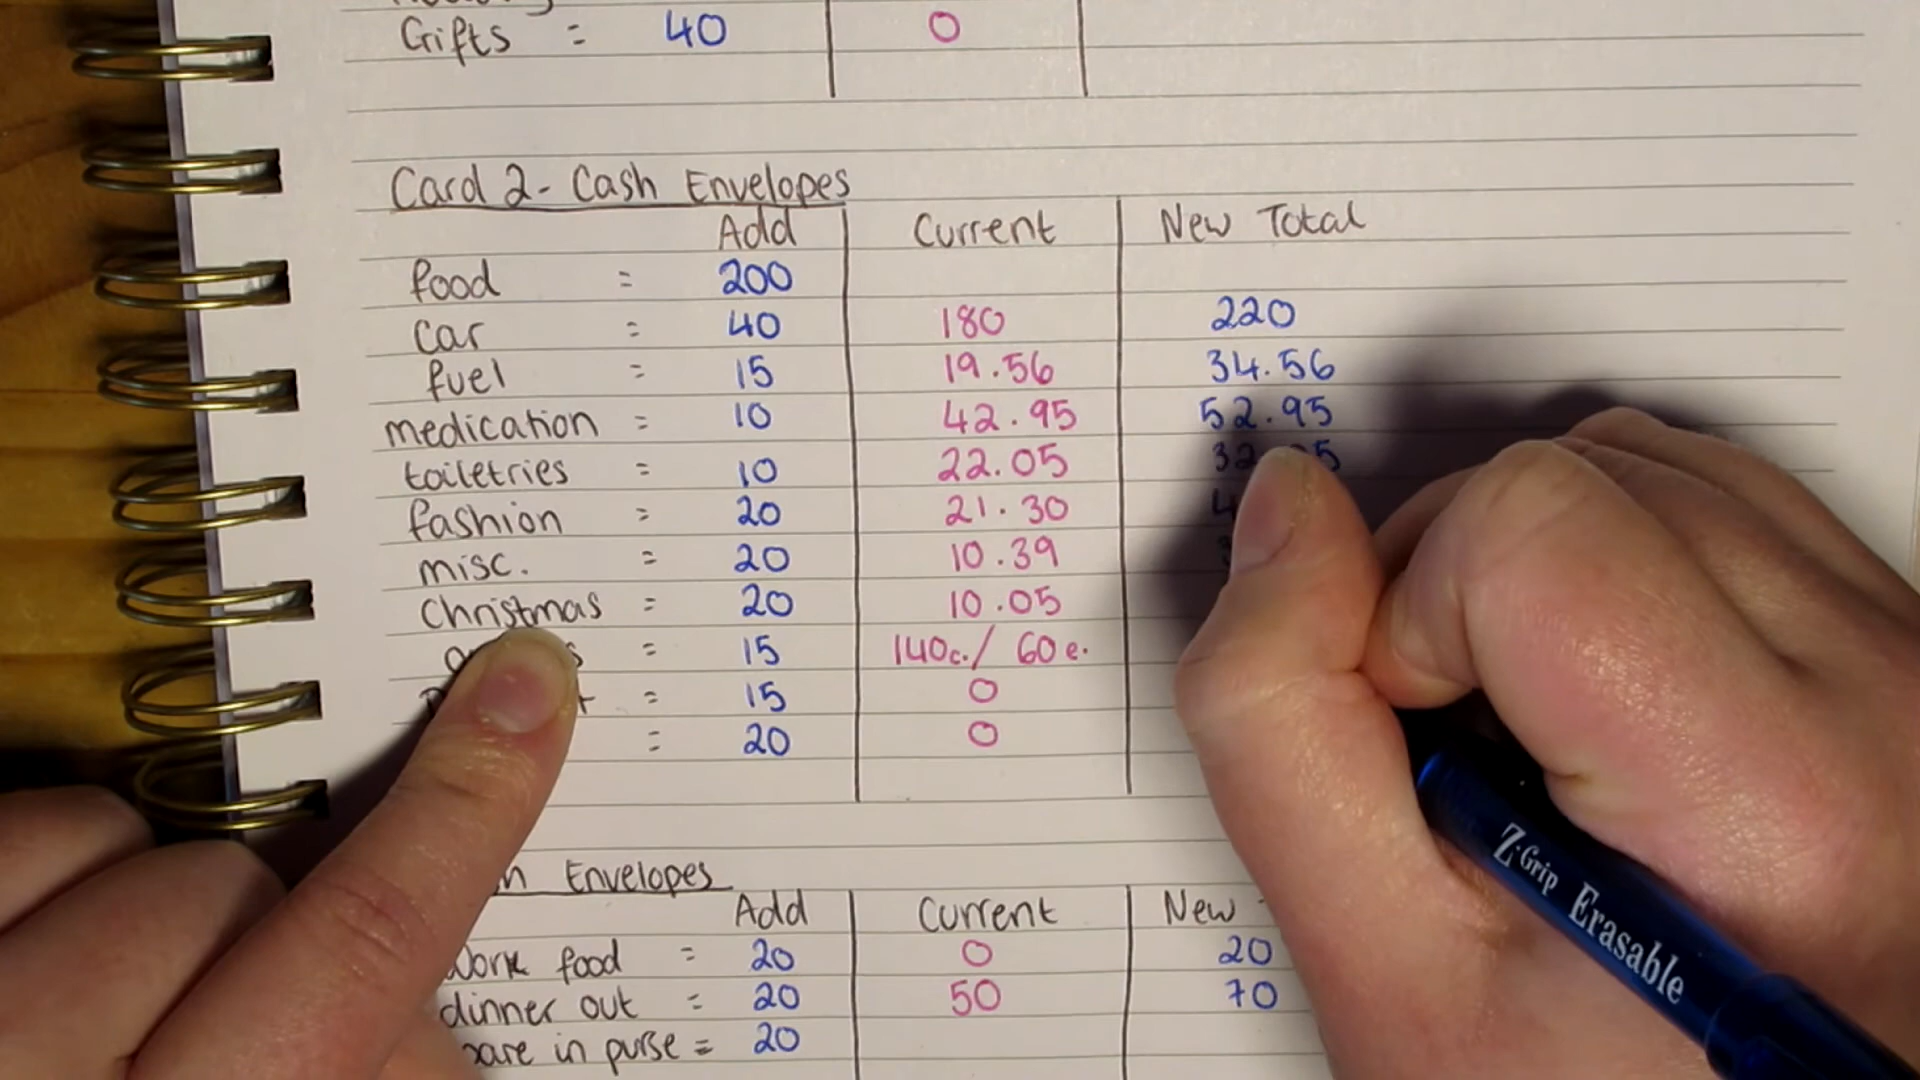 Gifts = 40 0
Card 2 - Cash Envelopes
Add Current New Total
food = 200
car = 40 180 220
fuel = 15 19.56 34.56
medication = 10 42.95 52.95
toiletries = 10 22.05
fashion = 20 21.30
misc. = 20 10.39
Christmas = 20 10.05
= 15 140c./ 60e.
= 15 0
= 20 0
Envelopes
Add Current New
Work food = 20 0 20
dinner out = 20 50 70
in purse = 20
Z-Grip Erasable